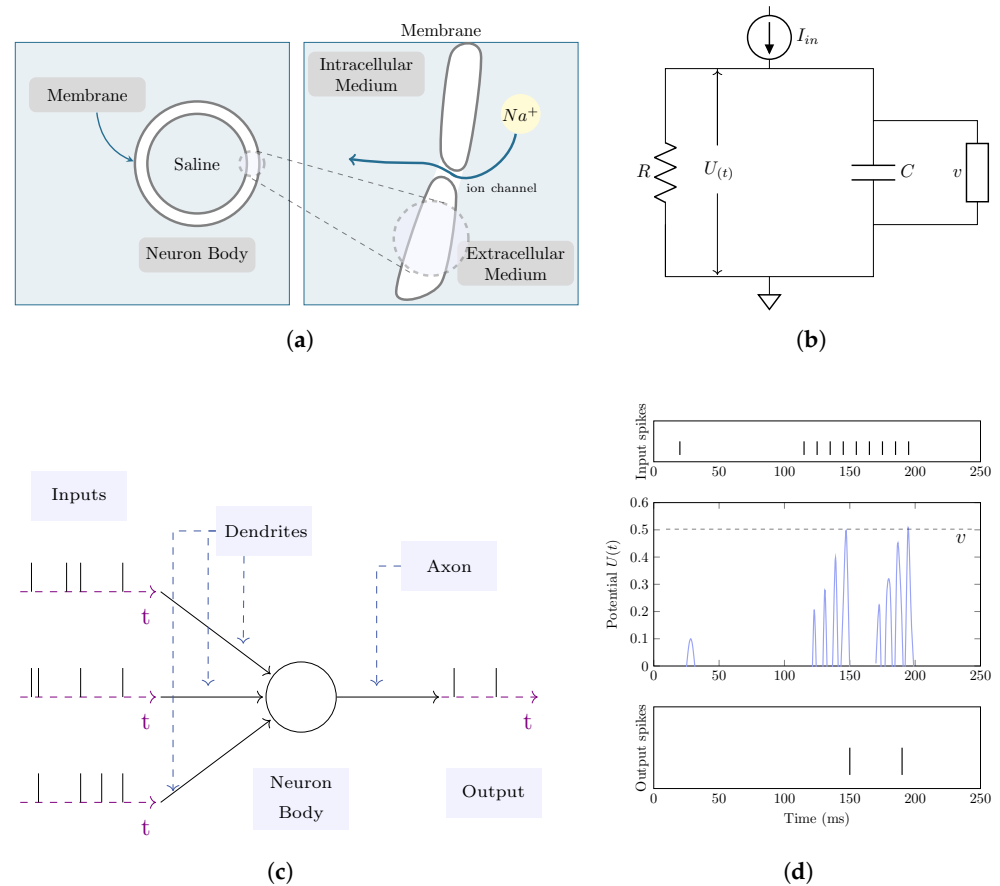 Membrane
Membrane
Saline
Neuron Body
Intracellular
Medium
Na⁺
ion channel
Extracellular
Medium
(a)
I_{in}
R
U_{(t)}
C
v
(b)
Inputs
Dendrites
Axon
t
t
t
t
Neuron
Body
Output
(c)
Input spikes
0 50 100 150 200 250
Potential U(t)
0.6
0.5
0.4
0.3
0.2
0.1
0
v
0 50 100 150 200 250
Output spikes
0 50 100 150 200 250
Time (ms)
(d)